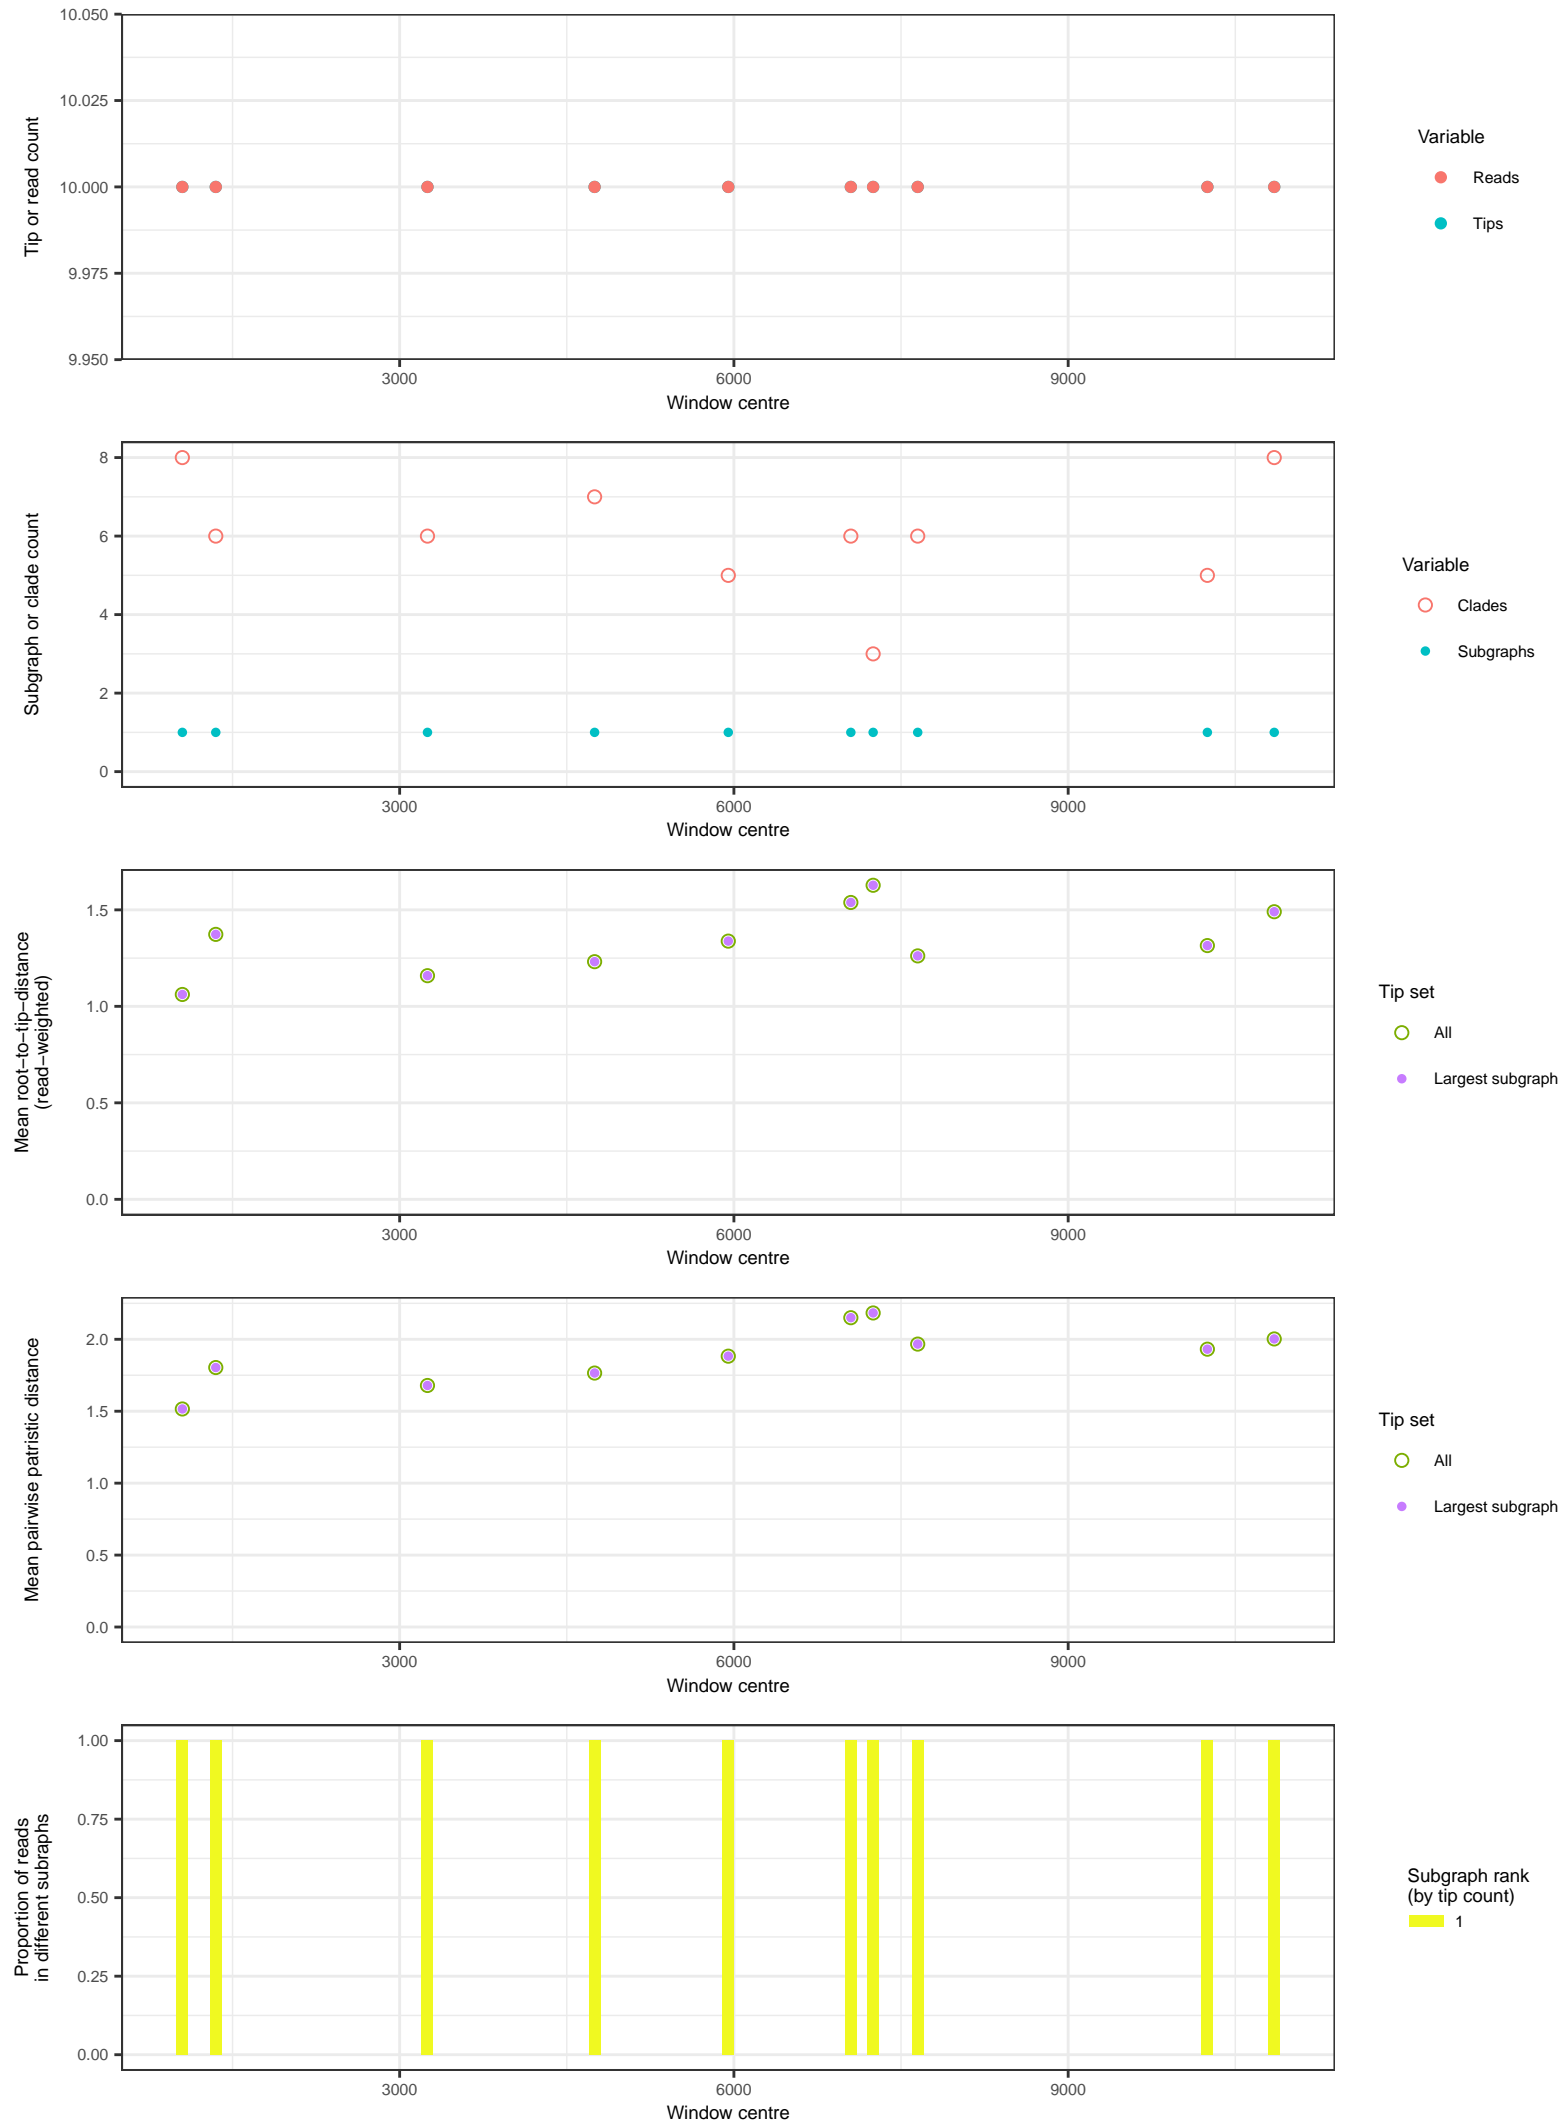 10.050
10.025
10.000
9.975
9.950
Tip or read count
3000
6000
9000
Window centre
Variable
Reads
Tips
8
6
4
2
0
Subgraph or clade count
3000
6000
9000
Window centre
Variable
Clades
Subgraphs
1.5
1.0
0.5
0.0
Mean root−to−tip−distance
(read−weighted)
3000
6000
9000
Window centre
Tip set
All
Largest subgraph
2.0
1.5
1.0
0.5
0.0
Mean pairwise patristic distance
3000
6000
9000
Window centre
Tip set
All
Largest subgraph
1.00
0.75
0.50
0.25
0.00
Proportion of reads
in different subraphs
3000
6000
9000
Window centre
Subgraph rank
(by tip count)
1